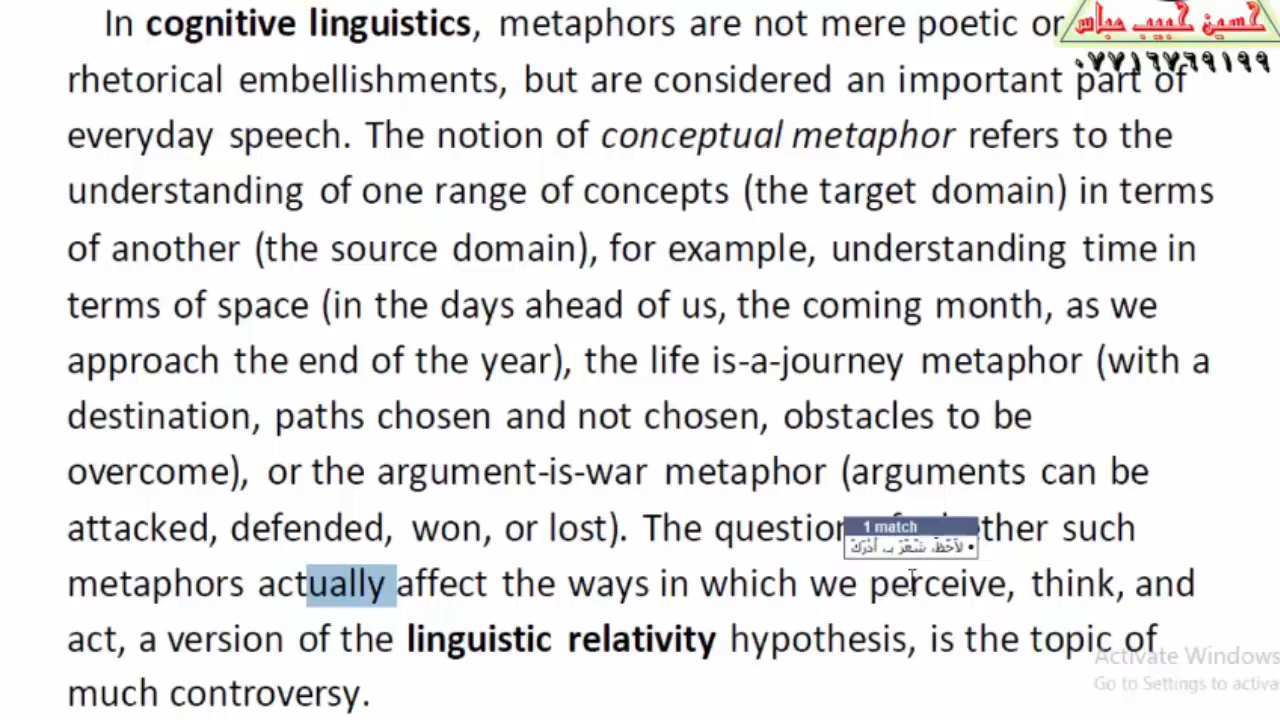 In cognitive linguistics, metaphors are not mere poetic or
حسين حبيب عباس
٠٧٧١٦٧٦٩١٩٩
rhetorical embellishments, but are considered an important part of
everyday speech. The notion of conceptual metaphor refers to the
understanding of one range of concepts (the target domain) in terms
of another (the source domain), for example, understanding time in
terms of space (in the days ahead of us, the coming month, as we
approach the end of the year), the life is-a-journey metaphor (with a
destination, paths chosen and not chosen, obstacles to be
overcome), or the argument-is-war metaphor (arguments can be
attacked, defended, won, or lost). The question such
1 match
• لاَحَظَ، شَعَرَ بـ، أَدْرَكَ
metaphors actually affect the ways in which we perceive, think, and
act, a version of the linguistic relativity hypothesis, is the topic of
much controversy.
Activate Windows
Go to Settings to activa